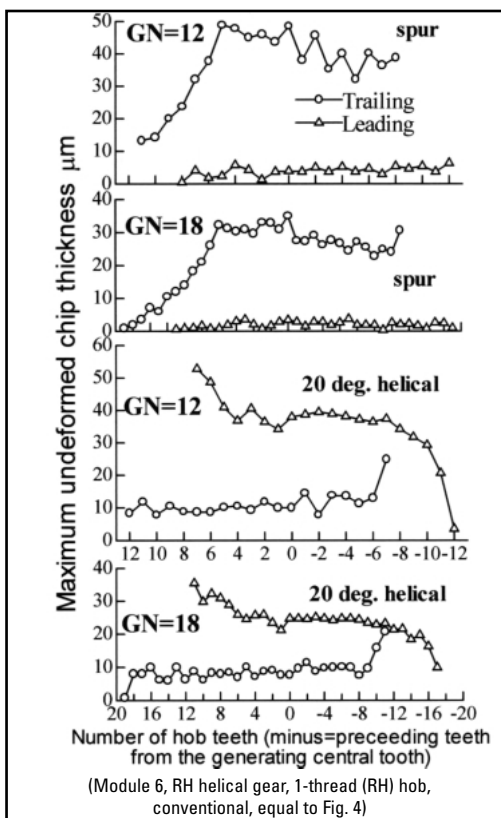 Maximum undeformed chip thickness μm
50
40
30
20
10
0
GN=12
spur
Trailing
Leading
40
30
20
10
0
GN=18
spur
60
50
40
30
20
10
0
GN=12
20 deg. helical
12 10 8 6 4 2 0 -2 -4 -6 -8 -10 -12
40
30
20
10
0
GN=18
20 deg. helical
20 16 12 8 4 0 -4 -8 -12 -16 -20
Number of hob teeth (minus=preceeding teeth
from the generating central tooth)
(Module 6, RH helical gear, 1-thread (RH) hob,
conventional, equal to Fig. 4)